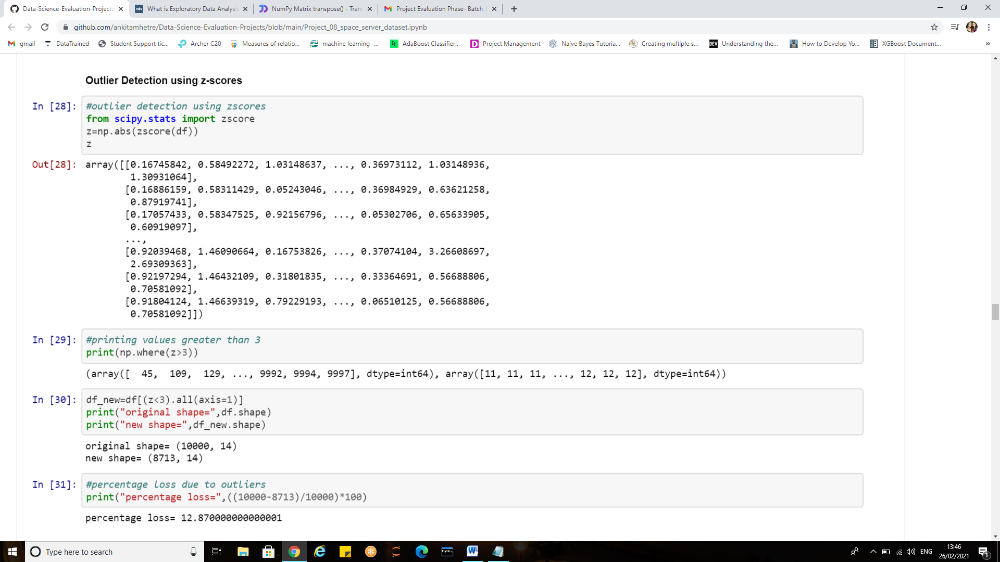 Data-Science-Evaluation-Projects
What is Exploratory Data Analysis
NumPy Matrix transpose() - Tran
Project Evaluation Phase- Batch 1
github.com/ankitamhetre/Data-Science-Evaluation-Projects/blob/main/Project_08_space_server_dataset.ipynb
gmail DataTrained Student Support tic... Archer C20 Measures of relatio... machine learning -... AdaBoost Classifier... Project Management Naive Bayes Tutoria... Creating multiple s... DEV Understanding the... How to Develop Yo... XGBoost Document... »
Outlier Detection using z-scores
In [28]: #outlier detection using zscores
from scipy.stats import zscore
z=np.abs(zscore(df))
z
Out[28]: array([[0.16745842, 0.58492272, 1.03148637, ..., 0.36973112, 1.03148936,
1.30931064],
[0.16886159, 0.58311429, 0.05243046, ..., 0.36984929, 0.63621258,
0.87919741],
[0.17057433, 0.58347525, 0.92156796, ..., 0.05302706, 0.65633905,
0.60919097],
...,
[0.92039468, 1.46090664, 0.16753826, ..., 0.37074104, 3.26608697,
2.69309363],
[0.92197294, 1.46432109, 0.31801835, ..., 0.33364691, 0.56688806,
0.70581092],
[0.91804124, 1.46639319, 0.79229193, ..., 0.06510125, 0.56688806,
0.70581092]])
In [29]: #printing values greater than 3
print(np.where(z>3))
(array([  45,  109,  129, ..., 9992, 9994, 9997], dtype=int64), array([11, 11, 11, ..., 12, 12, 12], dtype=int64))
In [30]: df_new=df[(z<3).all(axis=1)]
print("original shape=",df.shape)
print("new shape=",df_new.shape)
original shape= (10000, 14)
new shape= (8713, 14)
In [31]: #percentage loss due to outliers
print("percentage loss=",((10000-8713)/10000)*100)
percentage loss= 12.870000000000001
Type here to search
ENG
13:46
26/02/2021
1